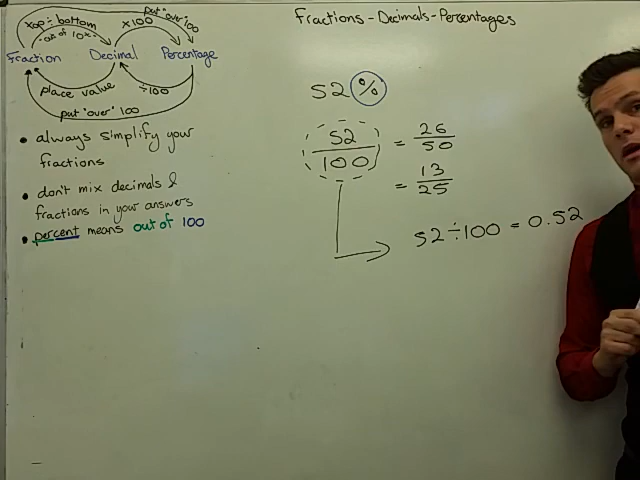 Fractions - Decimals - Percentages
put "over" 100
top ÷ bottom
x100
Fraction Decimal Percentage
place value
÷100
put "over" 100
• always simplify your
fractions
• don't mix decimals &
fractions in your answers
• percent means out of 100
52%
52/100 = 26/50
= 13/25
52÷100 = 0.52